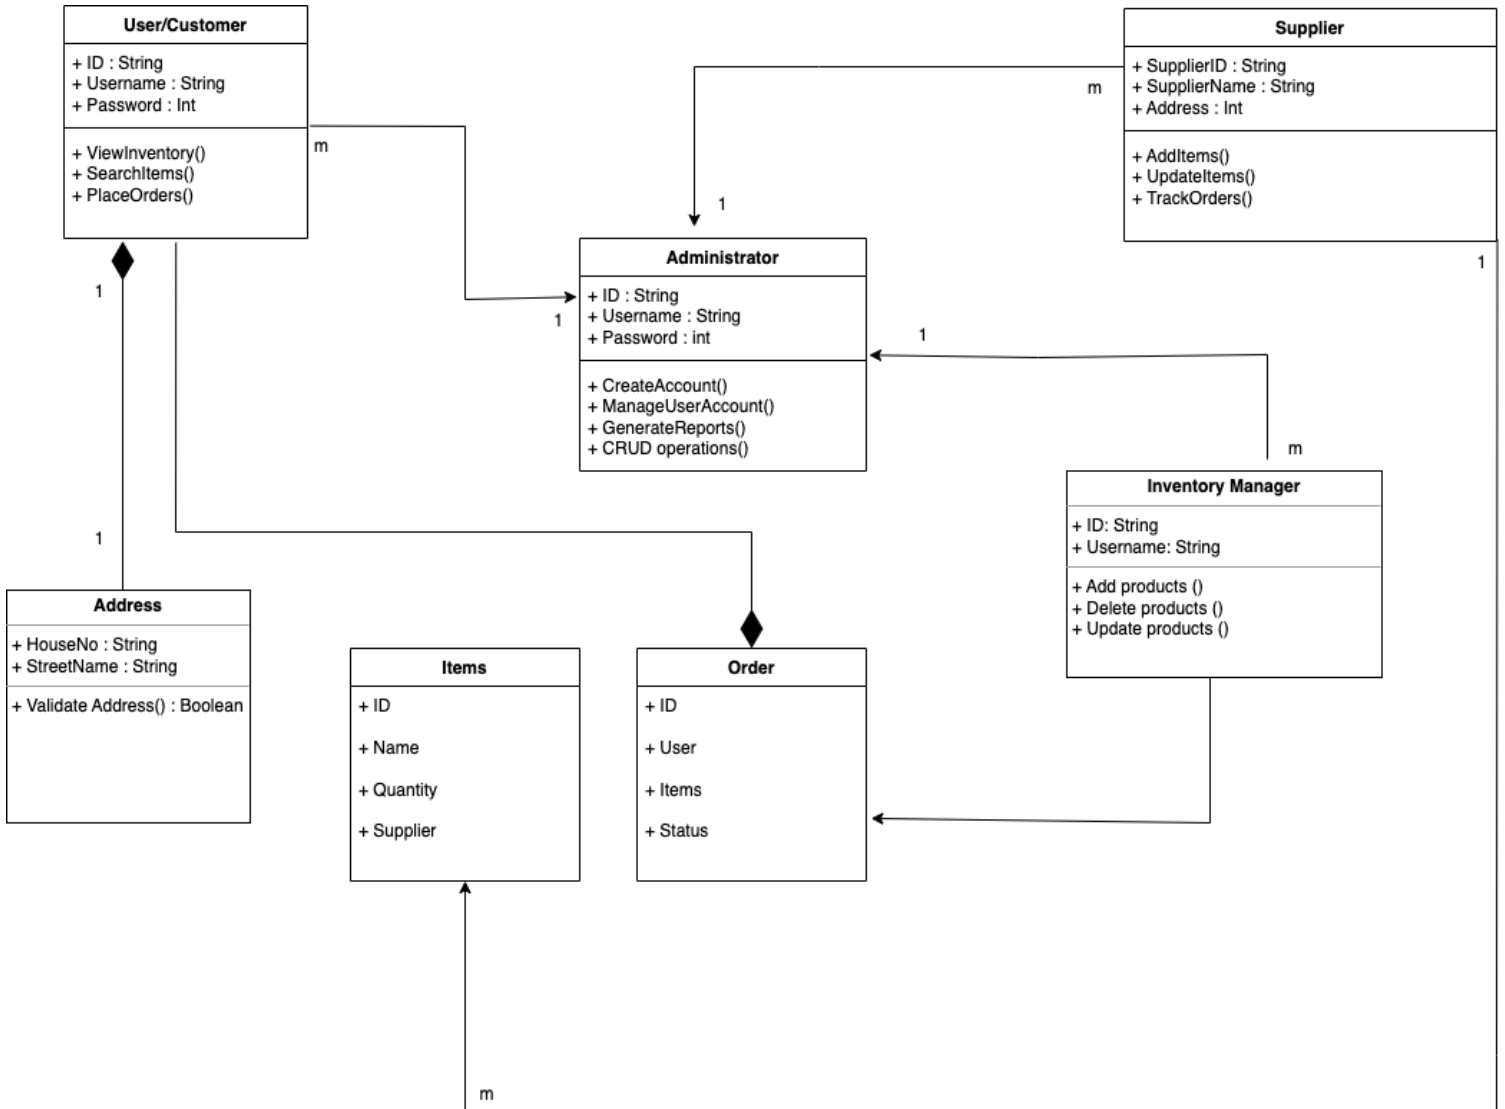 User/Customer
+ ID : String
+ Username : String
+ Password : Int
+ ViewInventory()
+ SearchItems()
+ PlaceOrders()
m
1
1
1
Supplier
+ SupplierID : String
+ SupplierName : String
+ Address : Int
+ AddItems()
+ UpdateItems()
+ TrackOrders()
m
1
1
Administrator
+ ID : String
+ Username : String
+ Password : int
+ CreateAccount()
+ ManageUserAccount()
+ GenerateReports()
+ CRUD operations()
1
m
Inventory Manager
+ ID: String
+ Username: String
+ Add products ()
+ Delete products ()
+ Update products ()
Address
+ HouseNo : String
+ StreetName : String
+ Validate Address() : Boolean
Items
+ ID
+ Name
+ Quantity
+ Supplier
Order
+ ID
+ User
+ Items
+ Status
m